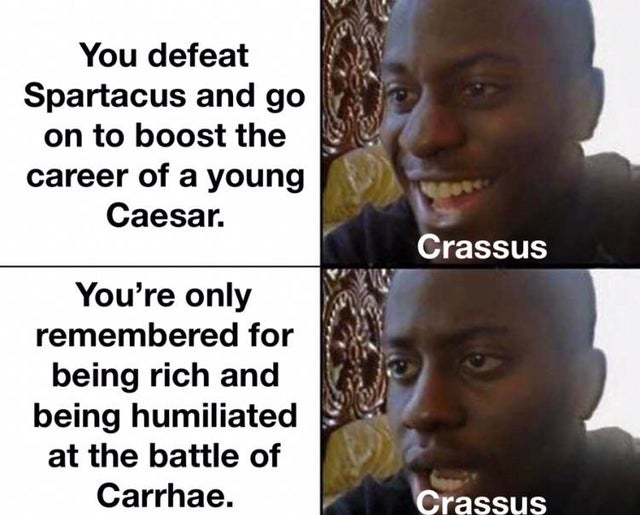 You defeat
Spartacus and go
on to boost the
career of a young
Caesar.
Crassus
You’re only
remembered for
being rich and
being humiliated
at the battle of
Carrhae.
Crassus